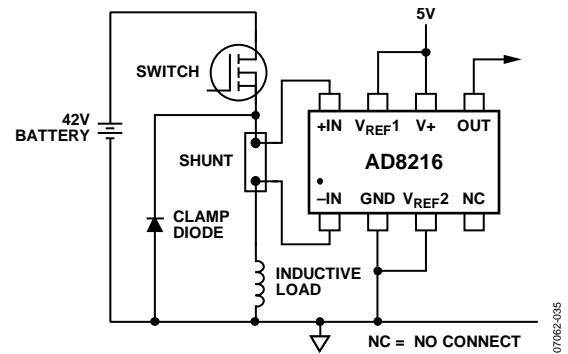 5V
SWITCH
42V
BATTERY
SHUNT
+IN VREF1 V+ OUT
AD8216
–IN GND VREF2 NC
CLAMP
DIODE
INDUCTIVE
LOAD
NC = NO CONNECT
07062-035